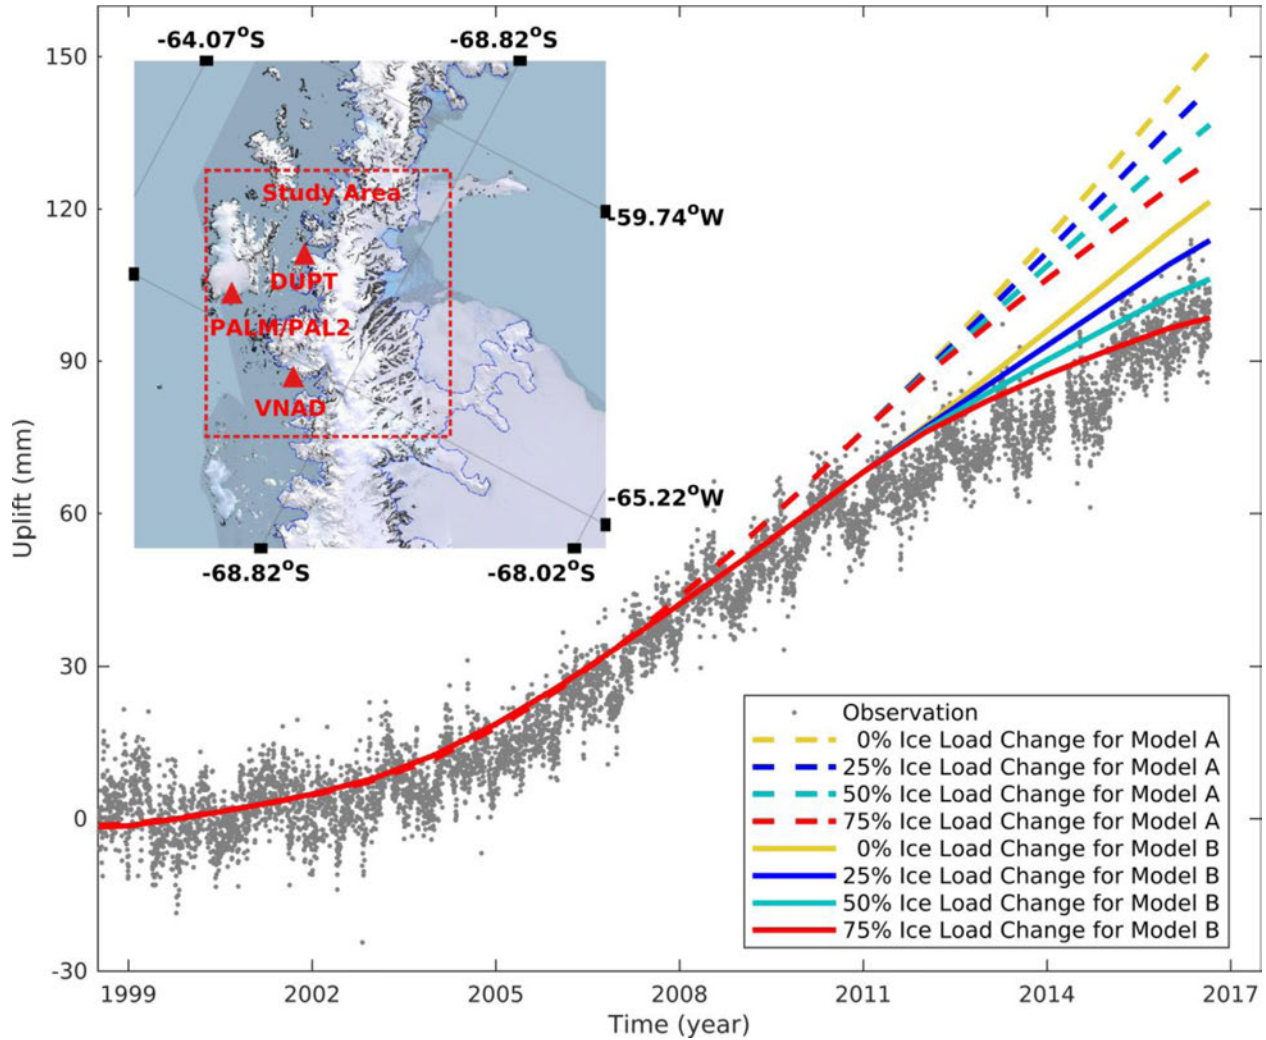 -64.07°S
-68.82°S
Study Area
-59.74°W
DUPT
PALM/PAL2
VNAD
-65.22°W
-68.82°S
-68.02°S
150
120
90
60
30
0
-30
Uplift (mm)
Observation
0% Ice Load Change for Model A
25% Ice Load Change for Model A
50% Ice Load Change for Model A
75% Ice Load Change for Model A
0% Ice Load Change for Model B
25% Ice Load Change for Model B
50% Ice Load Change for Model B
75% Ice Load Change for Model B
1999 2002 2005 2008 2011 2014 2017
Time (year)